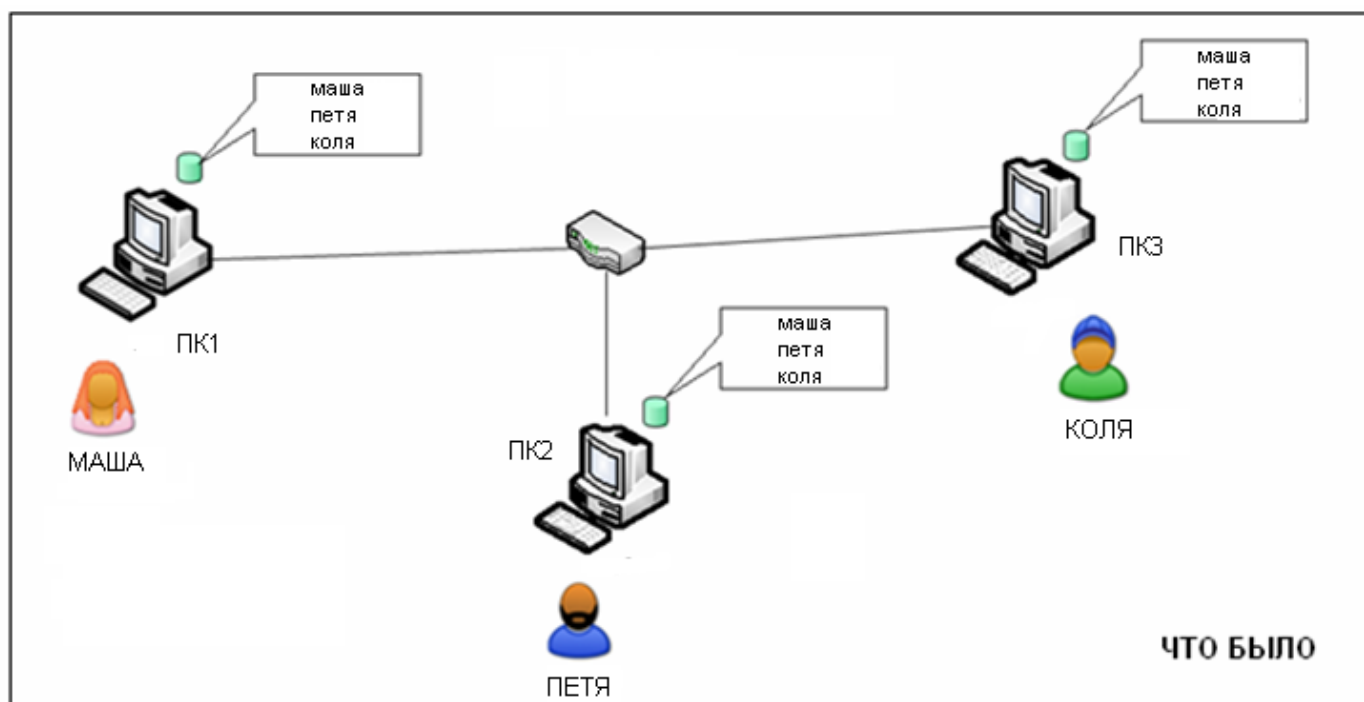 маша
петя
коля
маша
петя
коля
ПК3
ПК1
маша
петя
коля
МАША
ПК2
КОЛЯ
ПЕТЯ
ЧТО БЫЛО